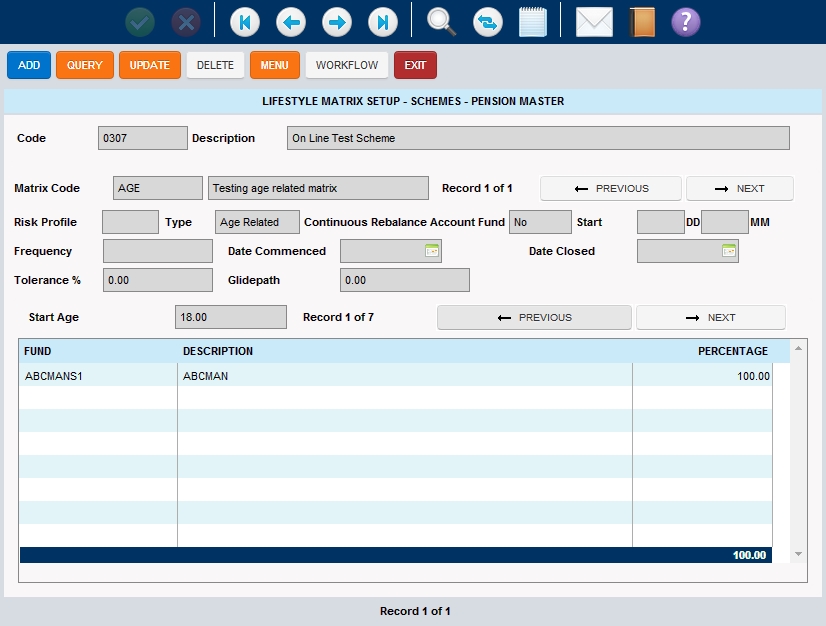 ?
ADD QUERY UPDATE DELETE MENU WORKFLOW EXIT
LIFESTYLE MATRIX SETUP - SCHEMES - PENSION MASTER
Code 0307 Description On Line Test Scheme
Matrix Code AGE Testing age related matrix Record 1 of 1 PREVIOUS NEXT
Risk Profile Type Age Related Continuous Rebalance Account Fund No Start DD MM
Frequency Date Commenced Date Closed
Tolerance % 0.00 Glidepath 0.00
Start Age 18.00 Record 1 of 7 PREVIOUS NEXT
FUND DESCRIPTION PERCENTAGE
ABCMANS1 ABCMAN 100.00
100.00
Record 1 of 1